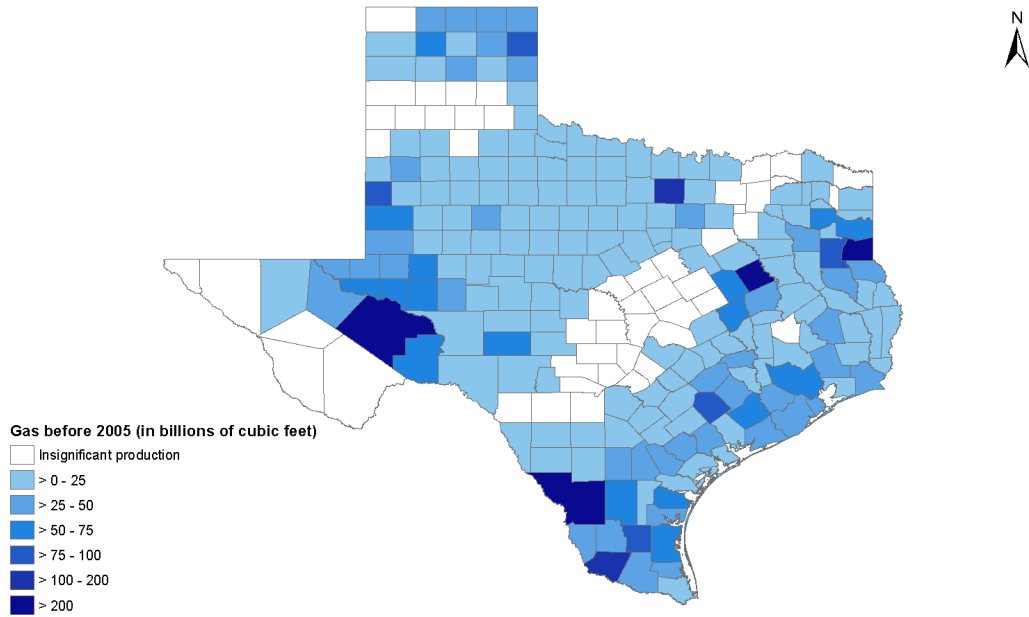 N
Gas before 2005 (in billions of cubic feet)
Insignificant production
> 0 - 25
> 25 - 50
> 50 - 75
> 75 - 100
> 100 - 200
> 200